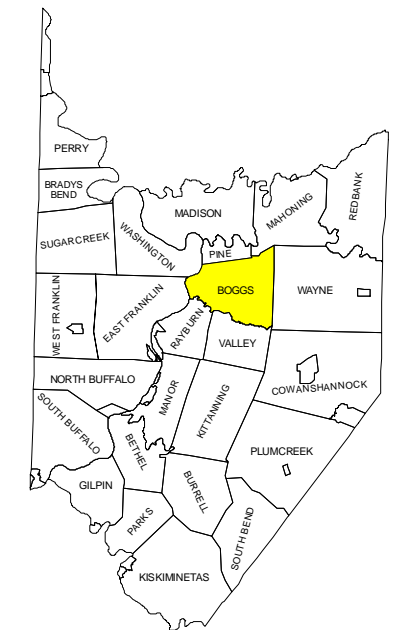 PERRY
BRADYS
BEND
MADISON
MAHONING
REDBANK
SUGARCREEK
WASHINGTON
PINE
BOGGS
WAYNE
WEST FRANKLIN
EAST FRANKLIN
RAYBURN
VALLEY
NORTH BUFFALO
MANOR
KITTANNING
COWANSHANNOCK
SOUTH BUFFALO
BETHEL
PLUMCREEK
GILPIN
BURRELL
PARKS
SOUTH BEND
KISKIMINETAS